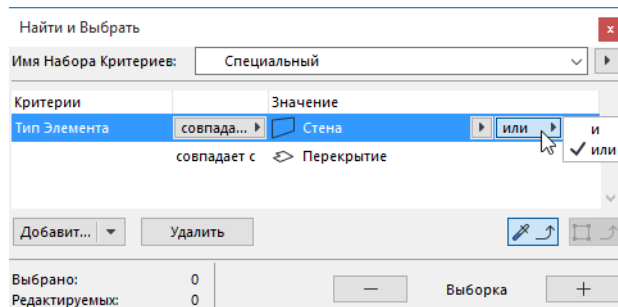 Найти и Выбрать
x
Имя Набора Критериев: Специальный
Критерии Значение
Тип Элемента совпада... Стена или и
или
совпадает с Перекрытие
Добавит... Удалить
Выбрано: 0
Редактируемых: 0
— Выборка +